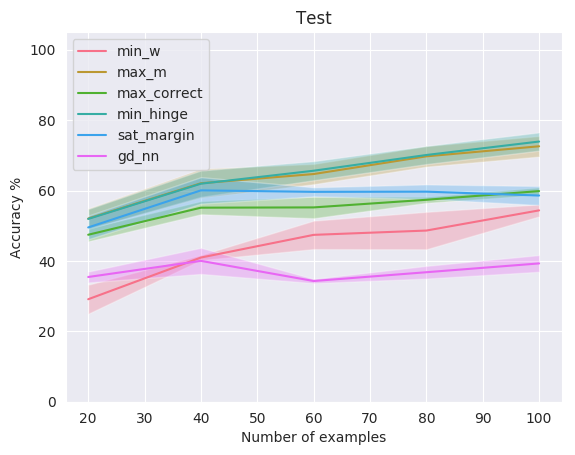 Test
min_w
max_m
max_correct
min_hinge
sat_margin
gd_nn
Accuracy %
100
80
60
40
20
0
20 30 40 50 60 70 80 90 100
Number of examples